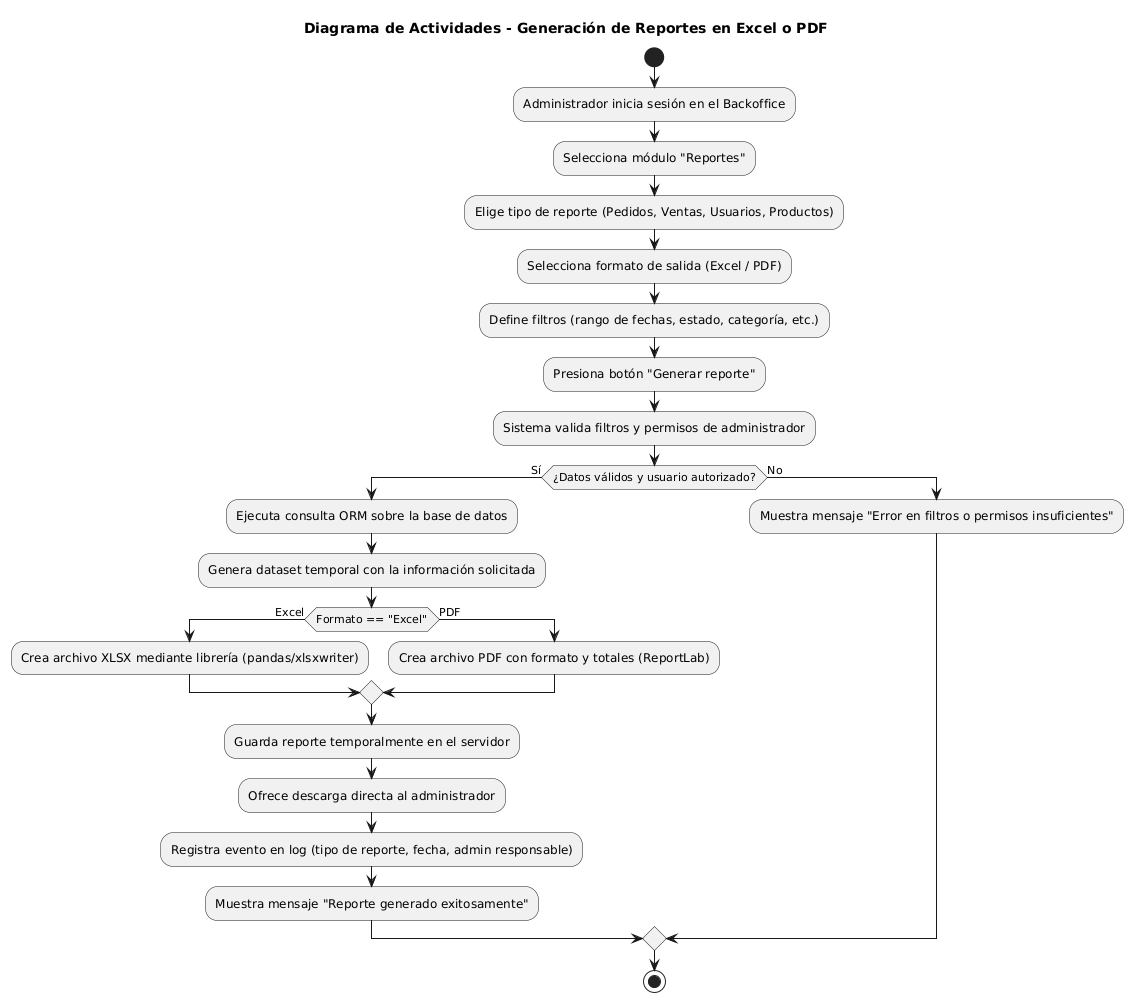 Diagrama de Actividades - Generación de Reportes en Excel o PDF
Administrador inicia sesión en el Backoffice
Selecciona módulo "Reportes"
Elige tipo de reporte (Pedidos, Ventas, Usuarios, Productos)
Selecciona formato de salida (Excel / PDF)
Define filtros (rango de fechas, estado, categoría, etc.)
Presiona botón "Generar reporte"
Sistema valida filtros y permisos de administrador
Sí
¿Datos válidos y usuario autorizado?
No
Ejecuta consulta ORM sobre la base de datos
Muestra mensaje "Error en filtros o permisos insuficientes"
Genera dataset temporal con la información solicitada
Excel
Formato == "Excel"
PDF
Crea archivo XLSX mediante librería (pandas/xlsxwriter)
Crea archivo PDF con formato y totales (ReportLab)
Guarda reporte temporalmente en el servidor
Ofrece descarga directa al administrador
Registra evento en log (tipo de reporte, fecha, admin responsable)
Muestra mensaje "Reporte generado exitosamente"